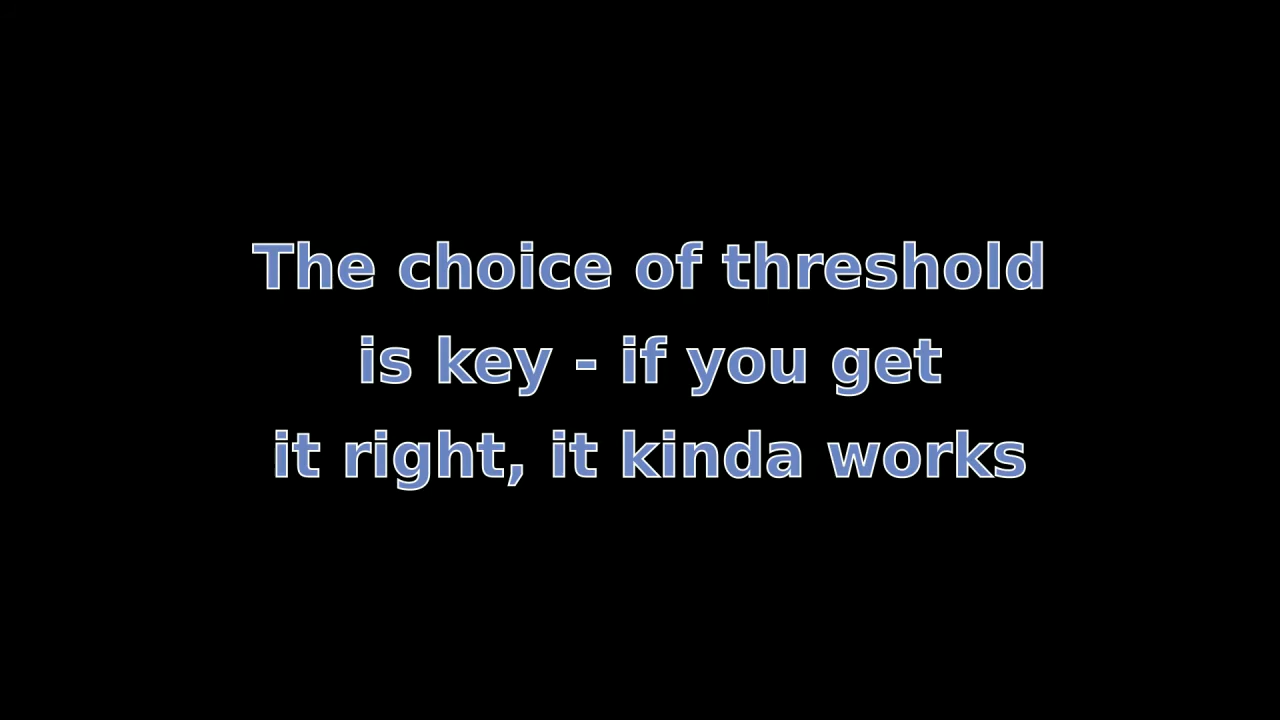 The choice of threshold
is key - if you get
it right, it kinda works